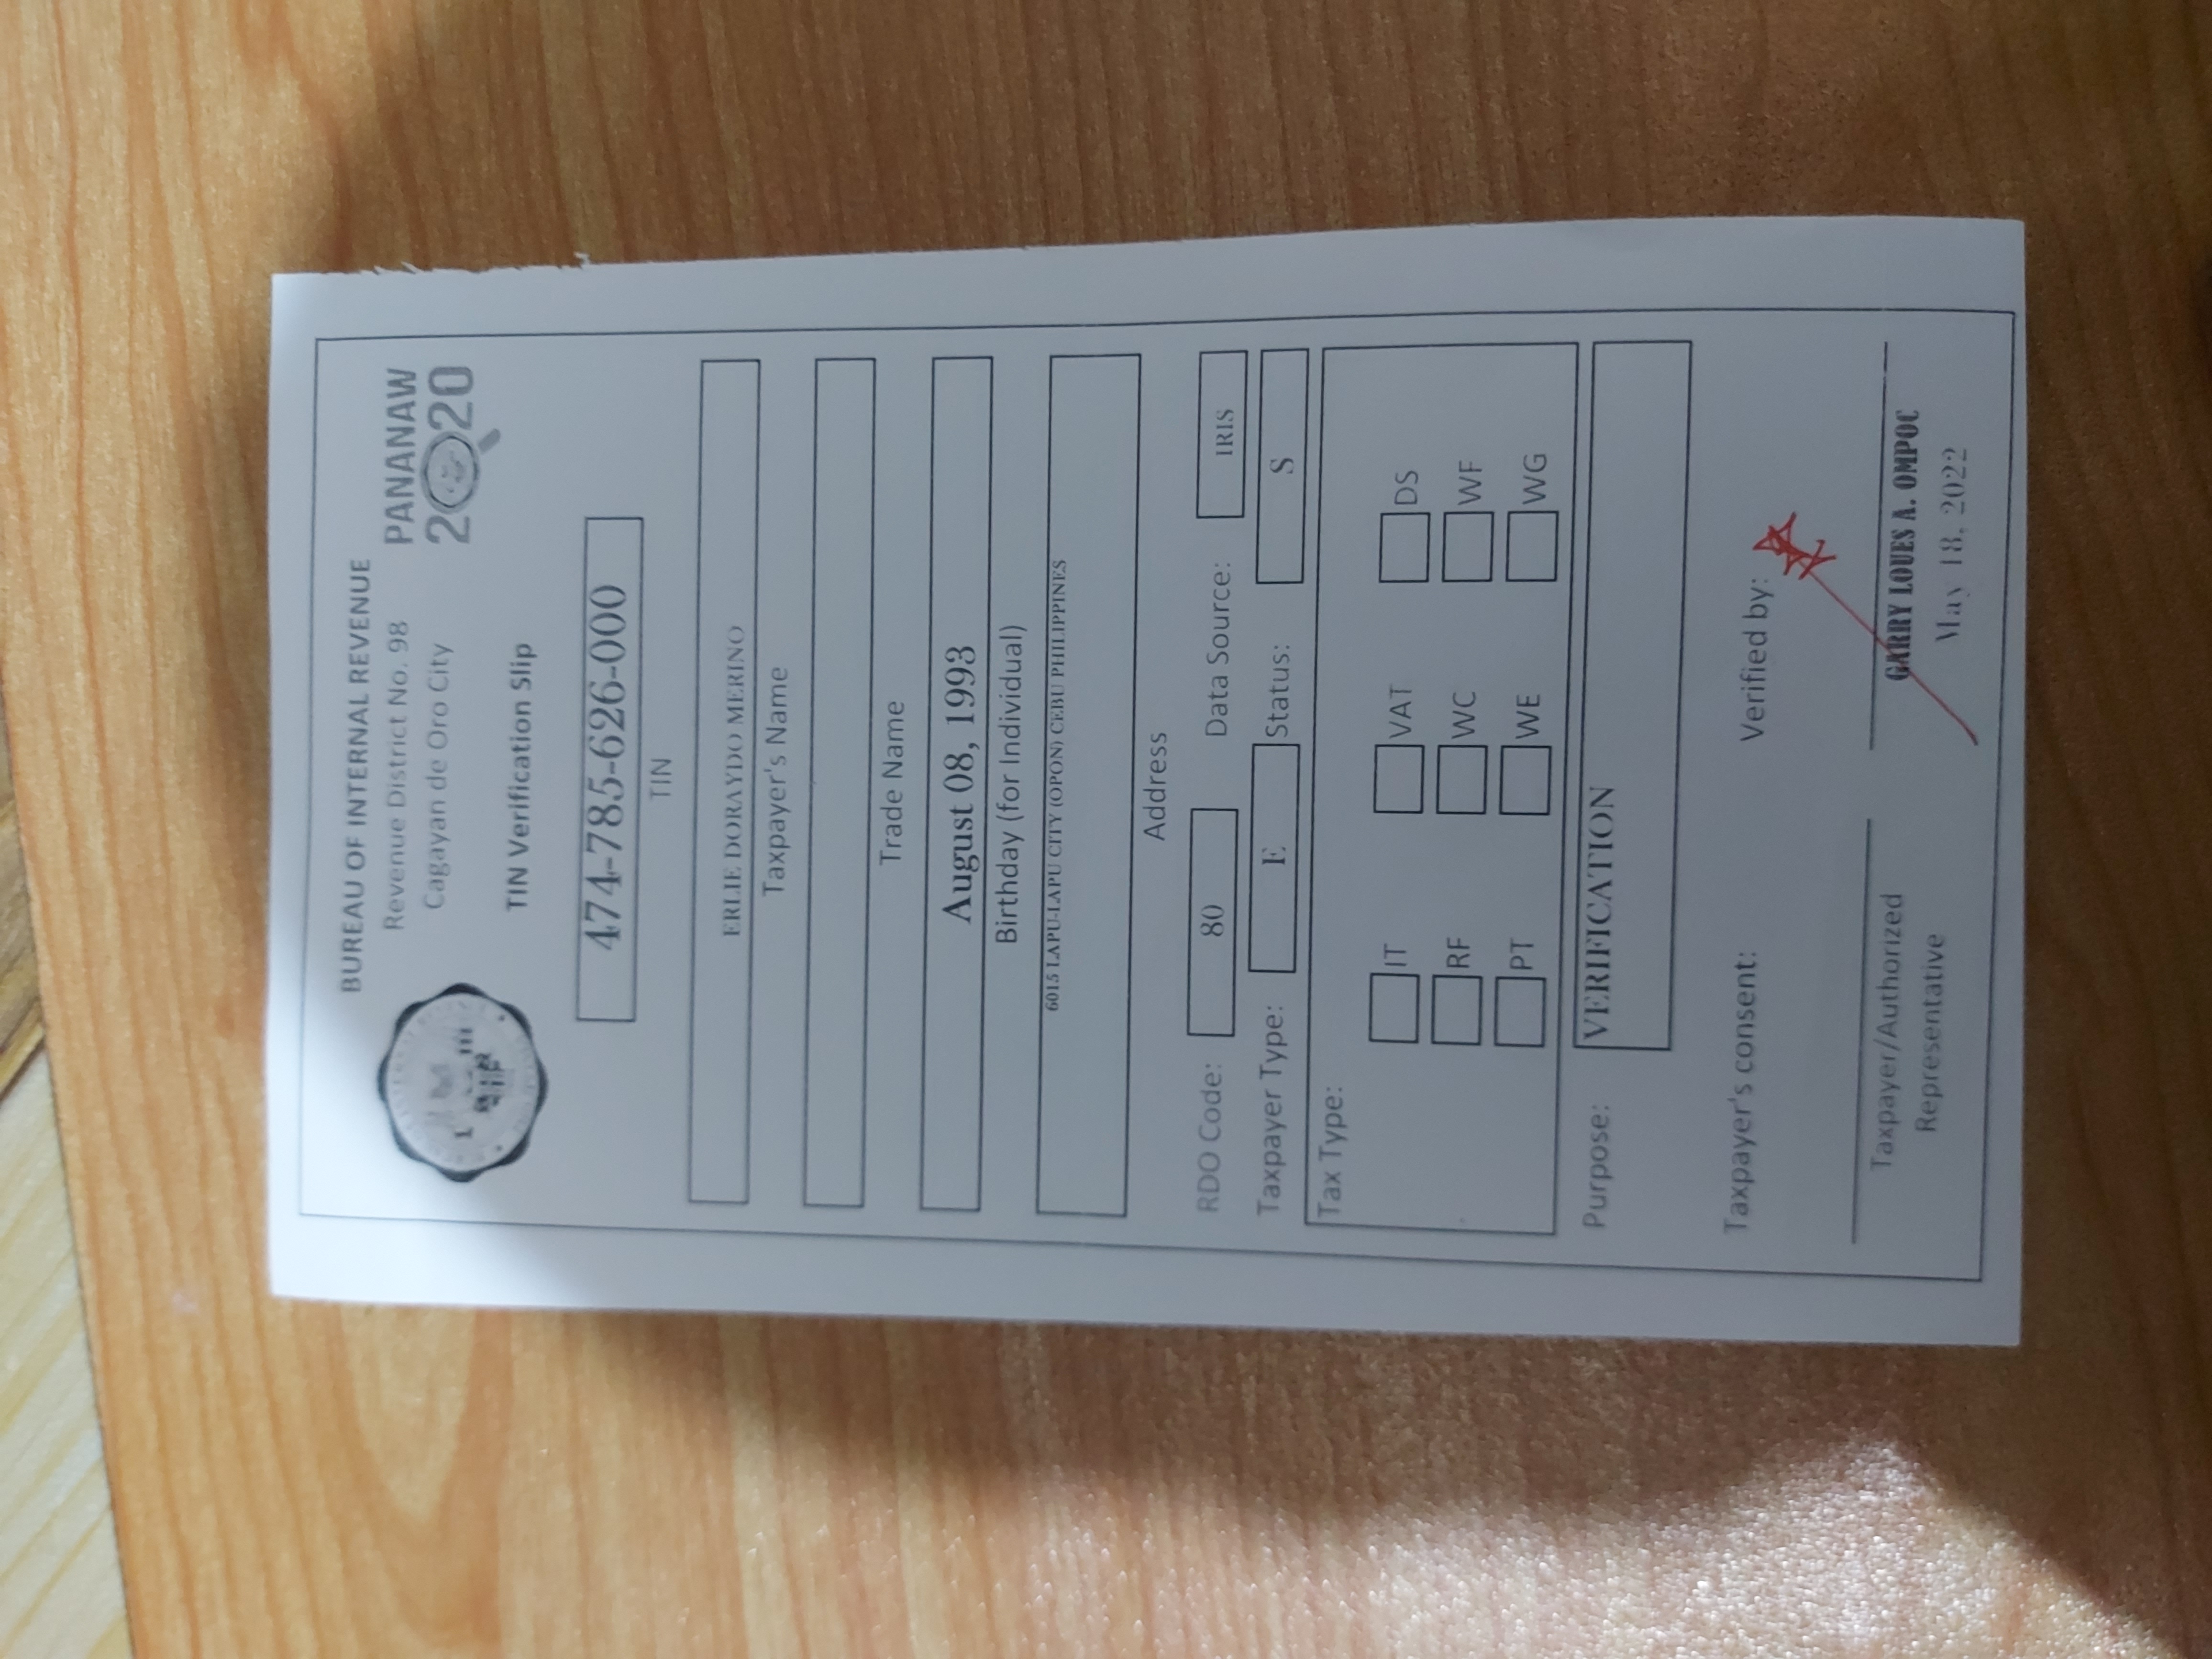 BUREAU OF INTERNAL REVENUE
Revenue District No. 98
Cagayan de Oro City
PANANAW
2020
TIN Verification Slip
474-785-626-000
TIN
ERLIE DORAYDO MERINO
Taxpayer's Name
Trade Name
August 08, 1993
Birthday (for Individual)
6015 LAPU-LAPU CITY (OPON) CEBU PHILIPPINES
Address
RDO Code: 80 Data Source: IRIS
Taxpayer Type: E Status: S
Tax Type:
IT VAT DS
RF WC WF
PT WE WG
Purpose: VERIFICATION
Taxpayer's consent: Verified by:
GARRY LOUES A. OMPOC
Taxpayer/Authorized
Representative
May 18, 2022